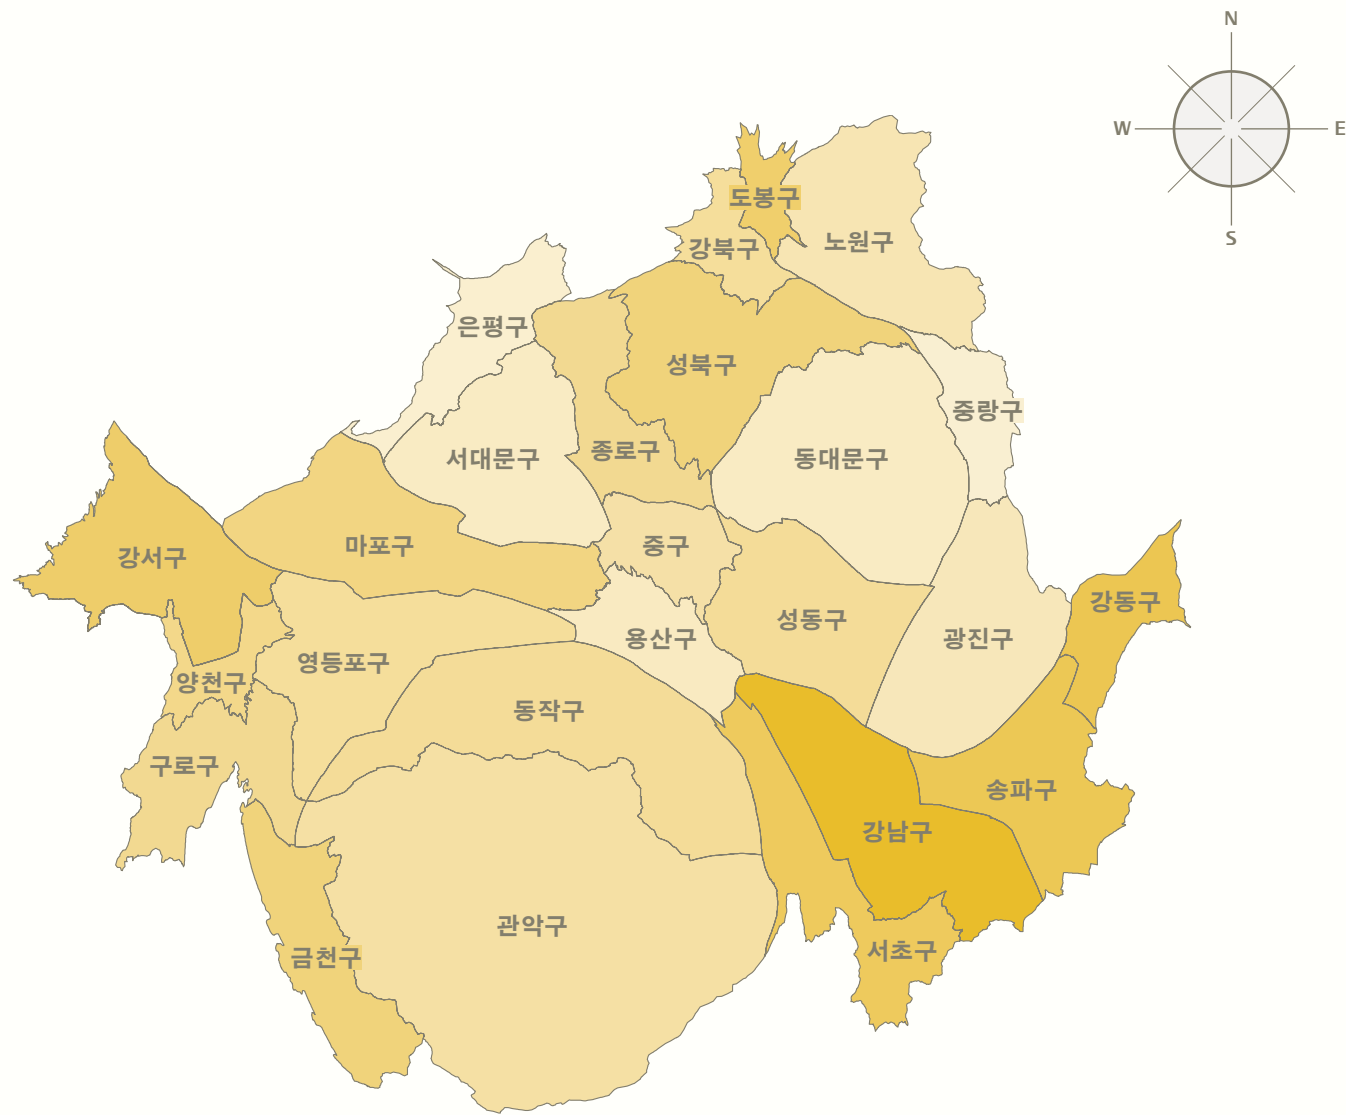 N
W
E
S
도봉구
강북구
노원구
은평구
성북구
중랑구
서대문구
종로구
동대문구
마포구
중구
강서구
강동구
성동구
용산구
광진구
영등포구
양천구
동작구
구로구
송파구
강남구
관악구
서초구
금천구